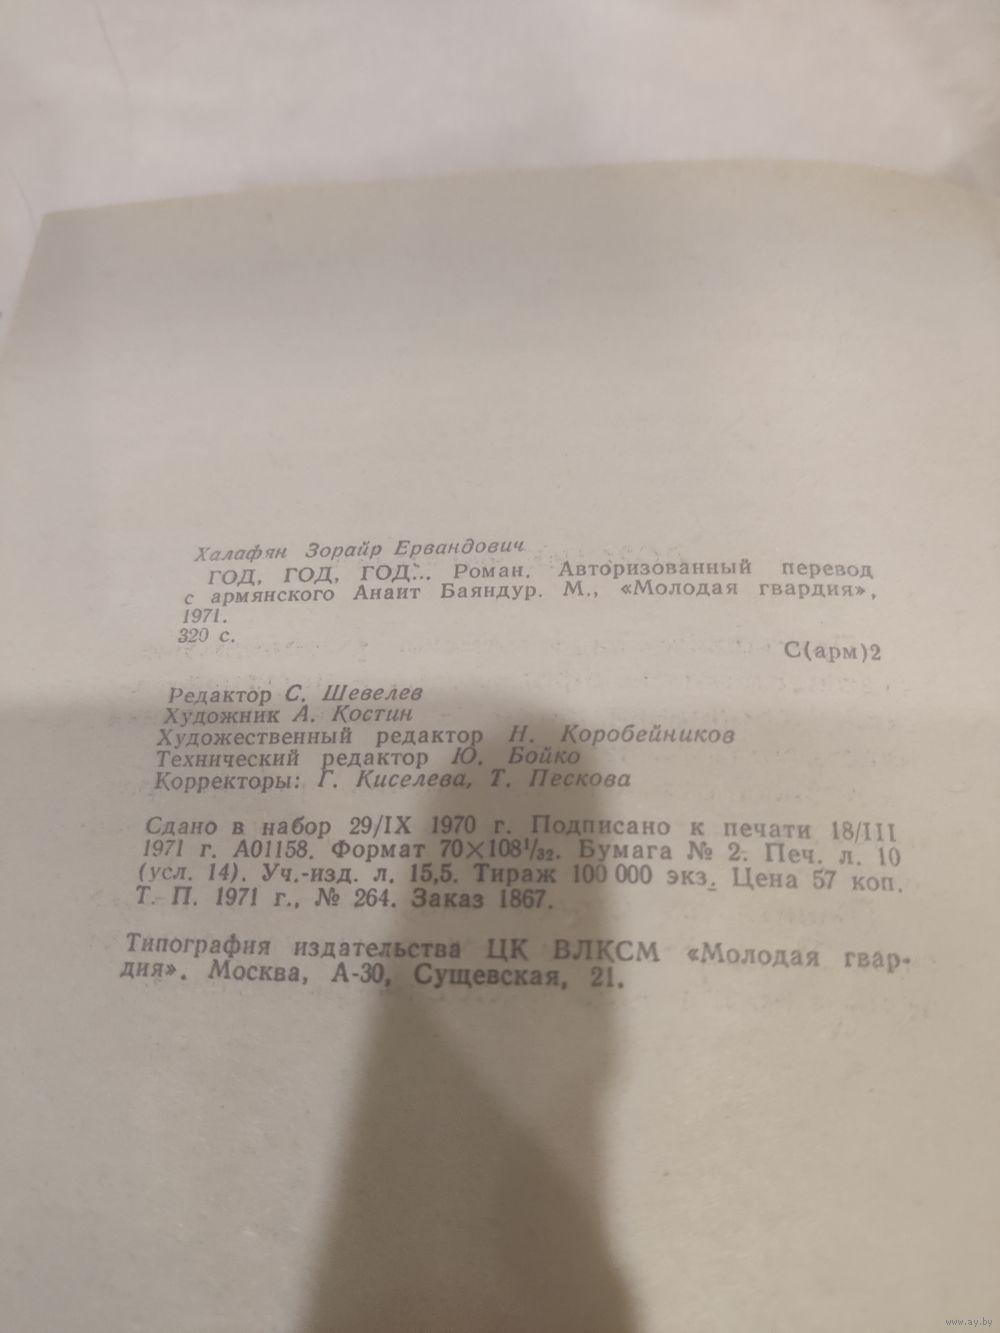 Халафян Зорайр Ервандович
ГОД, ГОД, ГОД... Роман. Авторизованный перевод
с армянского Анаит Баяндур. М., «Молодая гвардия»,
1971.
320 с.
С(арм)2
Редактор С. Шевелев
Художник А. Костин
Художественный редактор Н. Коробейников
Технический редактор Ю. Бойко
Корректоры: Г. Киселева, Т. Пескова
Сдано в набор 29/IX 1970 г. Подписано к печати 18/III
1971 г. А01158. Формат 70×108¹/₃₂. Бумага № 2. Печ. л. 10
(усл. 14). Уч.-изд. л. 15,5. Тираж 100 000 экз. Цена 57 коп.
Т. П. 1971 г., № 264. Заказ 1867.
Типография издательства ЦК ВЛКСМ «Молодая гвар-
дия». Москва, А-30, Сущевская, 21.
www.ay.by